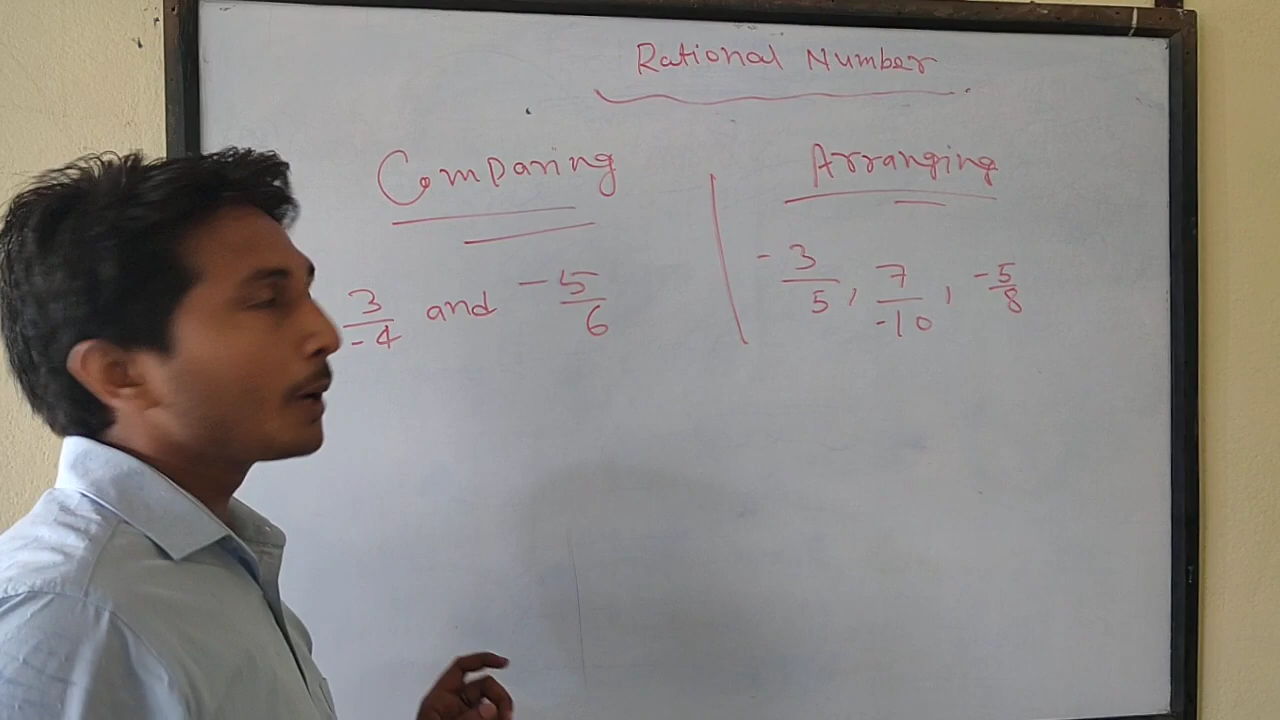 Rational Number
Comparing
Arranging
3/-4 and -5/6
-3/5, 7/-10, -5/8